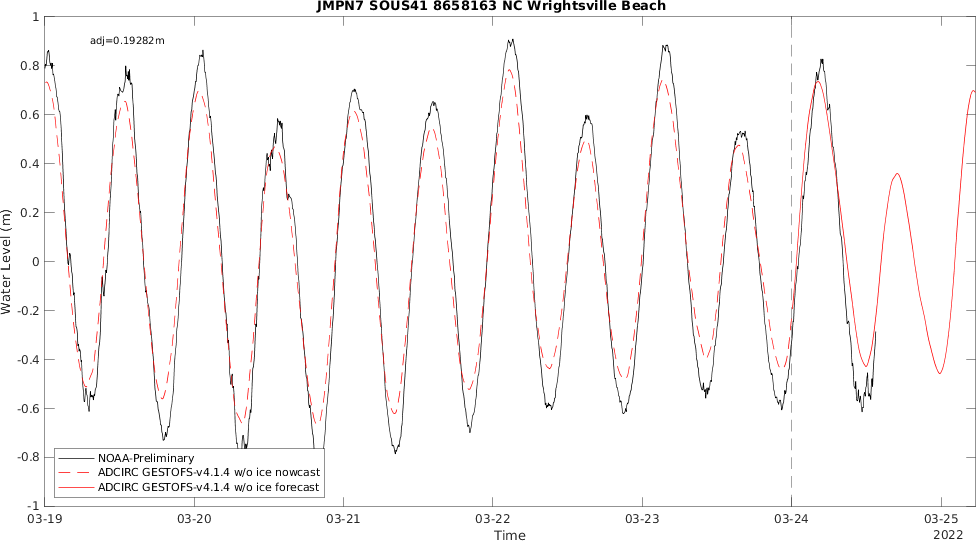 JMPN7 SOUS41 8658163 NC Wrightsville Beach
adj=0.19282m
1
0.8
0.6
0.4
0.2
0
-0.2
-0.4
-0.6
-0.8
-1
Water Level (m)
NOAA-Preliminary
ADCIRC GESTOFS-v4.1.4 w/o ice nowcast
ADCIRC GESTOFS-v4.1.4 w/o ice forecast
03-19 03-20 03-21 03-22 03-23 03-24 03-25
Time 2022